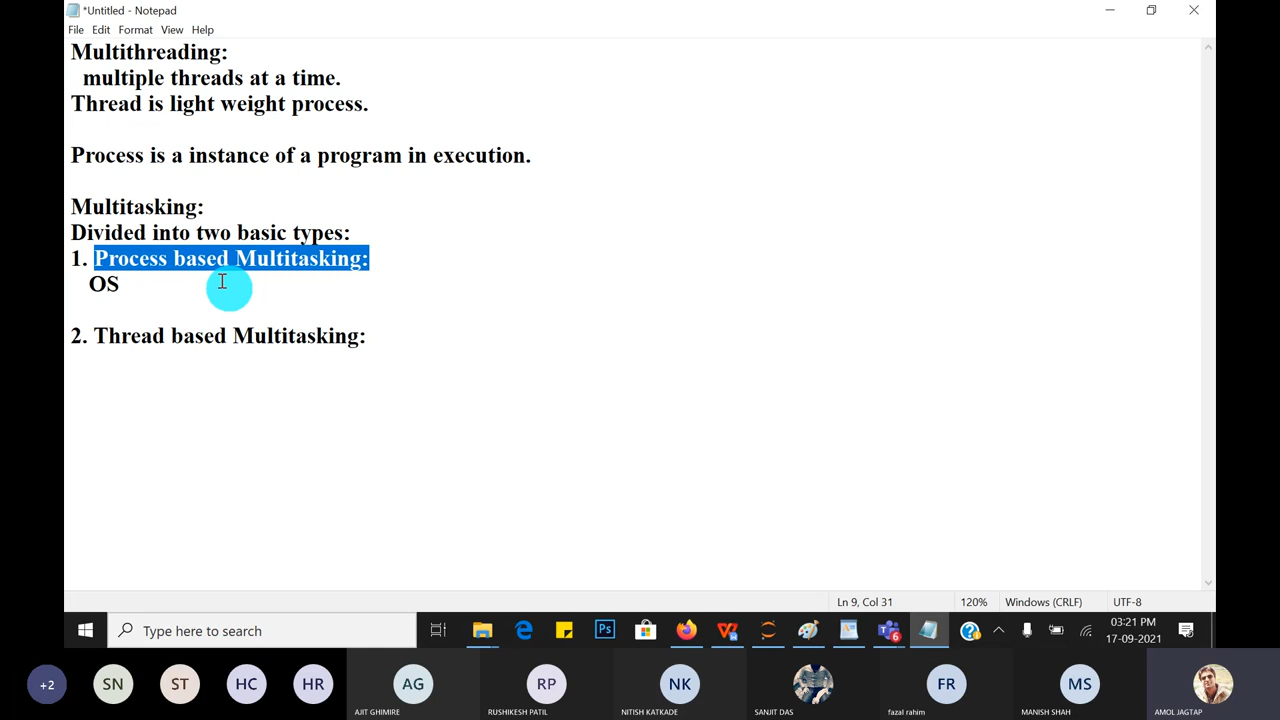 *Untitled - Notepad
File Edit Format View Help
Multithreading:
multiple threads at a time.
Thread is light weight process.
Process is a instance of a program in execution.
Multitasking:
Divided into two basic types:
1. Process based Multitasking:
OS
2. Thread based Multitasking:
Ln 9, Col 31 120% Windows (CRLF) UTF-8
Type here to search
Ps
W
6
03:21 PM
17-09-2021
+2 SN ST HC HR AG RP NK FR MS
AJIT GHIMIRE RUSHIKESH PATIL NITISH KATKADE SANJIT DAS fazal rahim MANISH SHAH AMOL JAGTAP